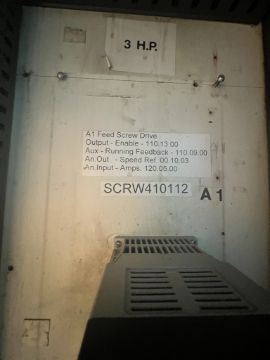 3 H.P.
A1 Feed Screw Drive
Output - Enable - 110.13.00
Aux - Running Feedback - 110.09.00
An.Out - Speed Ref. 00.10.03
An.Input - Amps. 120.05.00
SCRW410112
A 1